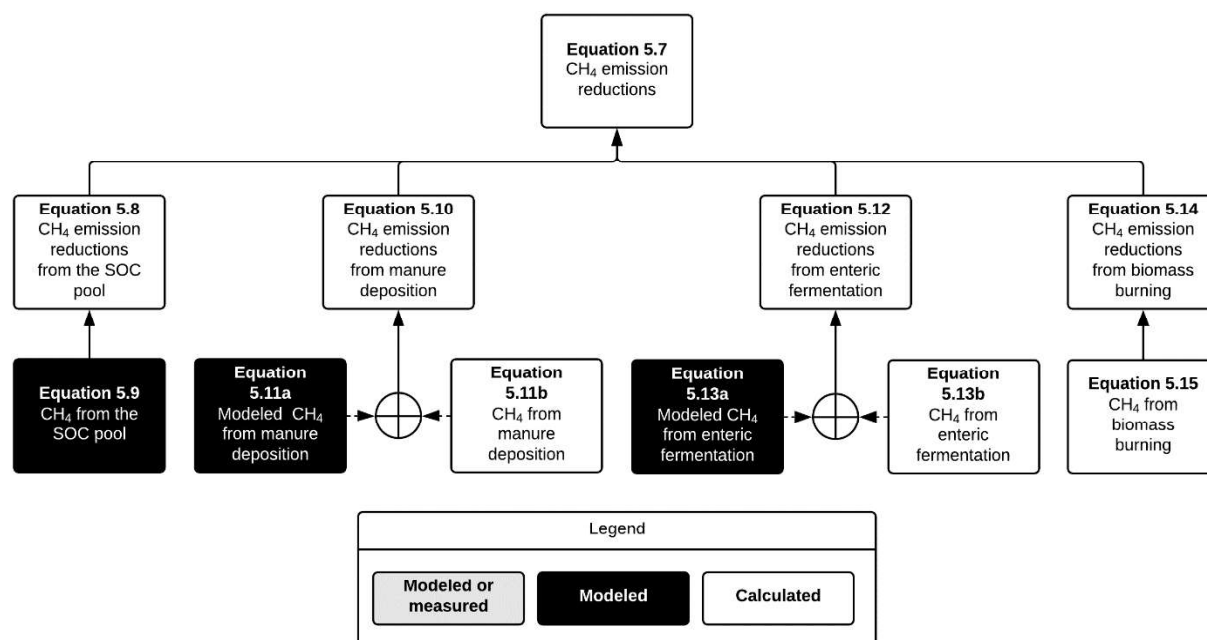 Equation 5.7
CH₄ emission
reductions
Equation 5.8
CH₄ emission
reductions
from the SOC
pool
Equation 5.10
CH₄ emission
reductions
from manure
deposition
Equation 5.12
CH₄ emission
reductions
from enteric
fermentation
Equation 5.14
CH₄ emission
reductions
from biomass
burning
Equation 5.9
CH₄ from the
SOC pool
Equation
5.11a
Modeled CH₄
from manure
deposition
Equation
5.11b
CH₄ from
manure
deposition
Equation
5.13a
Modeled CH₄
from enteric
fermentation
Equation
5.13b
CH₄ from
enteric
fermentation
Equation 5.15
CH₄ from
biomass
burning
Legend
Modeled or
measured
Modeled
Calculated